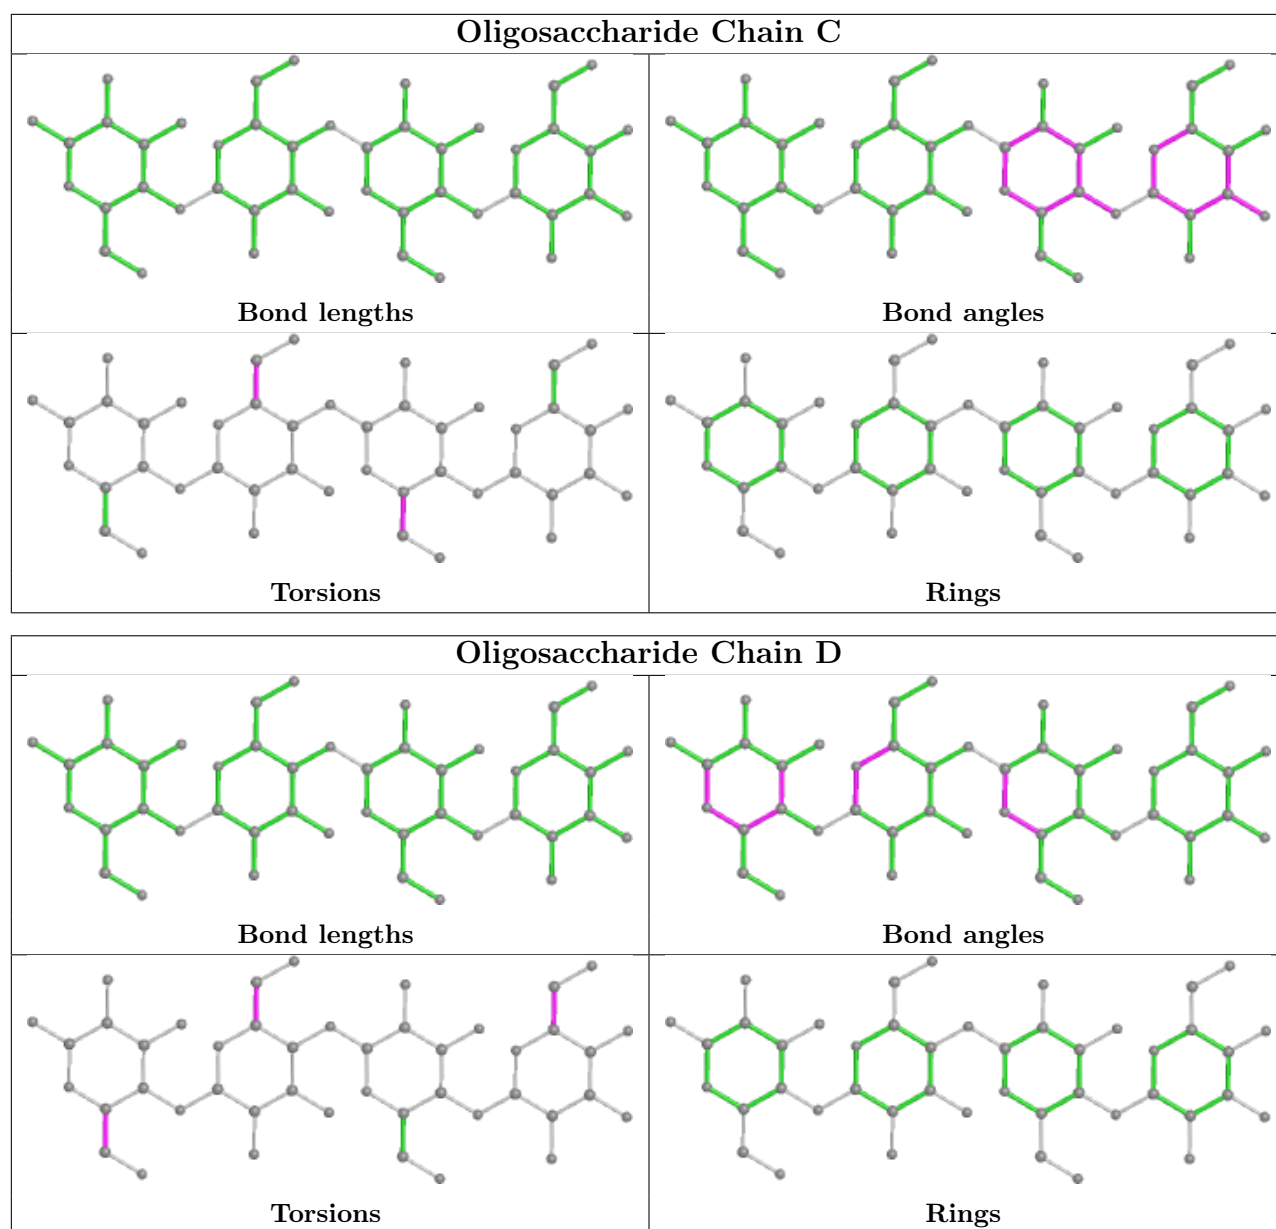 Oligosaccharide Chain C
Bond lengths
Bond angles
Torsions
Rings
Oligosaccharide Chain D
Bond lengths
Bond angles
Torsions
Rings